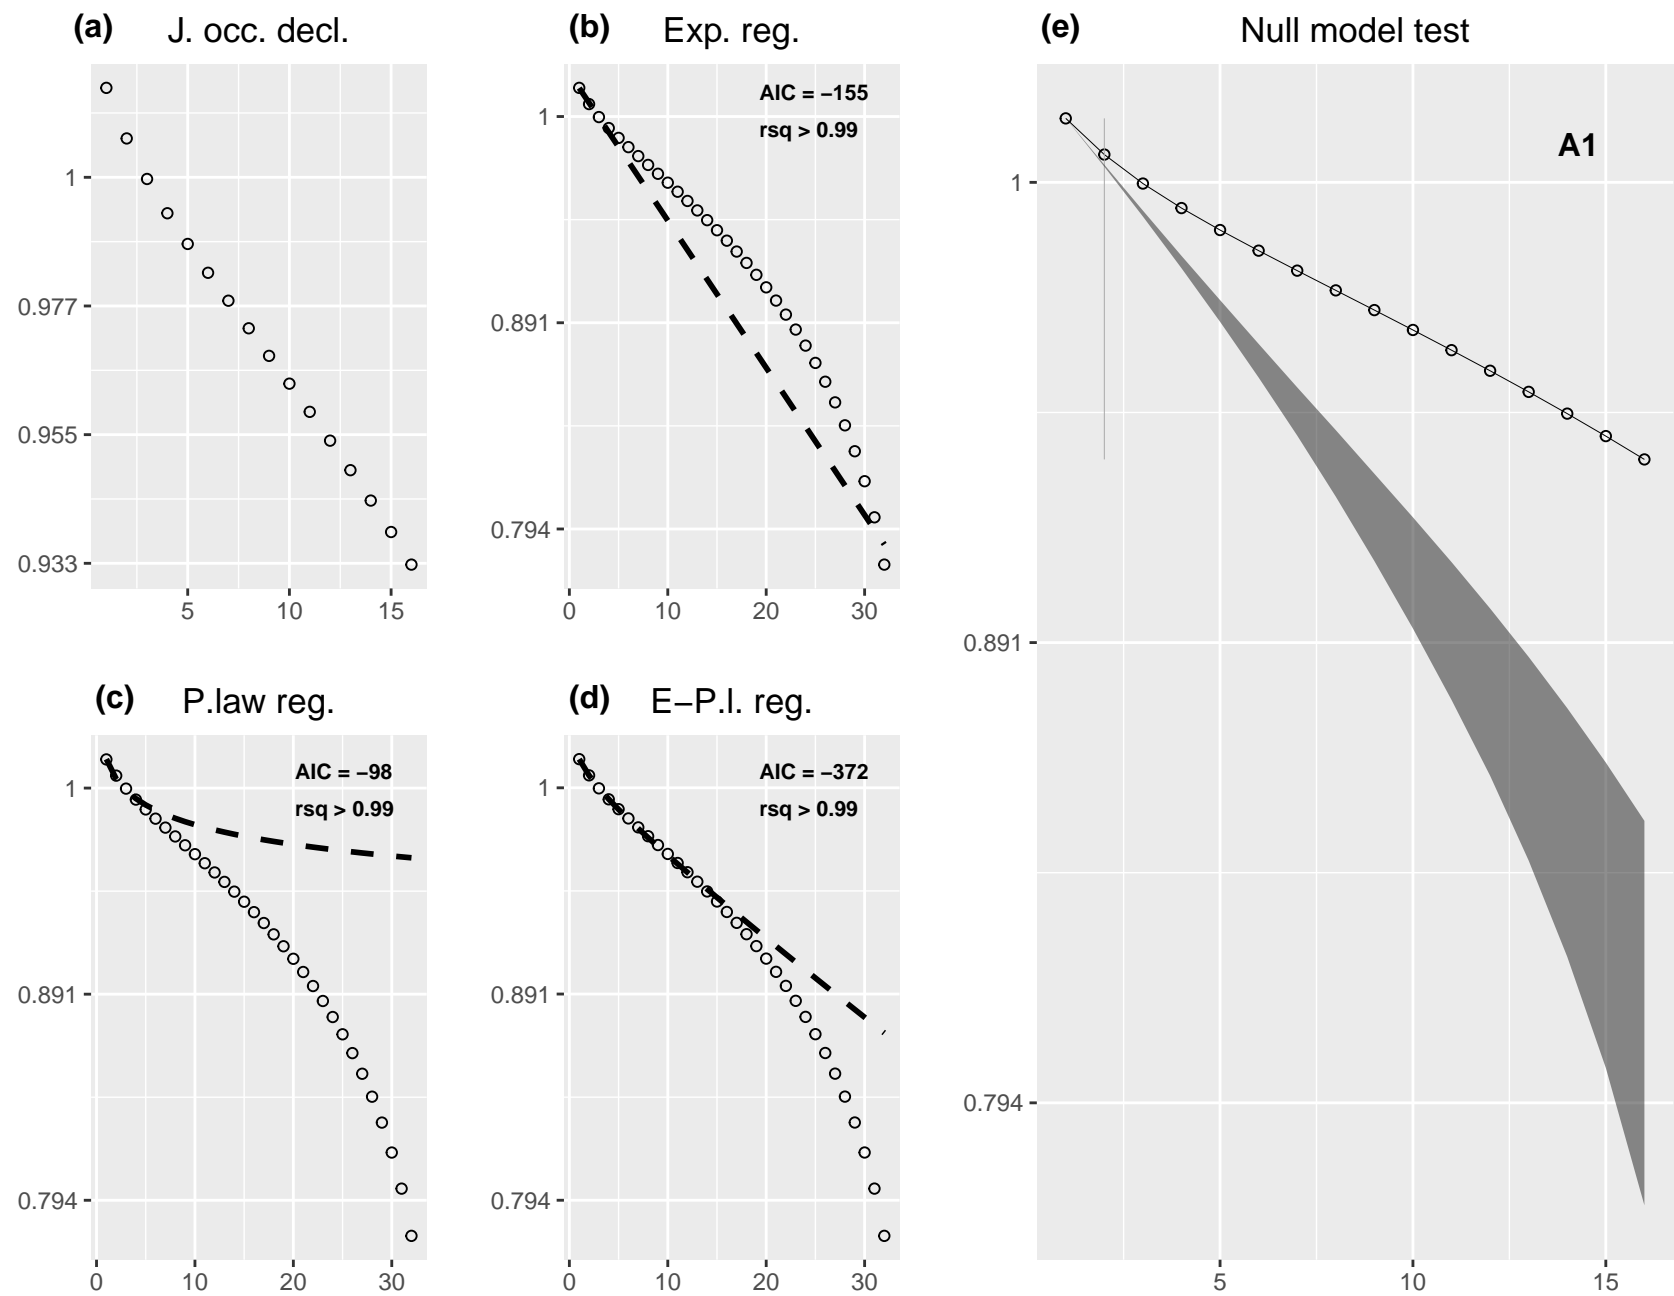 (a) J. occ. decl.
1
0.977
0.955
0.933
5 10 15
(b) Exp. reg.
AIC = −155
rsq > 0.99
1
0.891
0.794
0 10 20 30
(c) P.law reg.
AIC = −98
rsq > 0.99
1
0.891
0.794
0 10 20 30
(d) E−P.l. reg.
AIC = −372
rsq > 0.99
1
0.891
0.794
0 10 20 30
(e) Null model test
A1
1
0.891
0.794
5 10 15